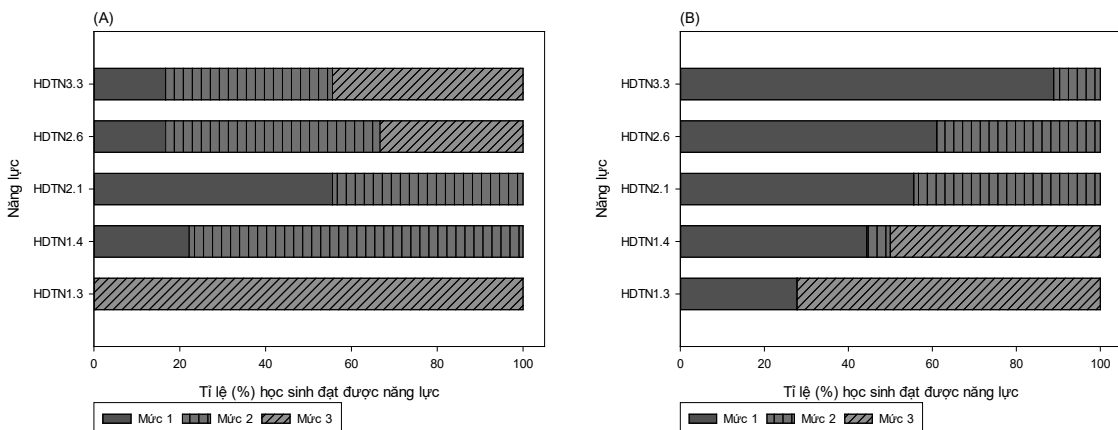 (A)
Năng lực
HDTN3.3
HDTN2.6
HDTN2.1
HDTN1.4
HDTN1.3
0 20 40 60 80 100
Tỉ lệ (%) học sinh đạt được năng lực
Mức 1 Mức 2 Mức 3
(B)
Năng lực
HDTN3.3
HDTN2.6
HDTN2.1
HDTN1.4
HDTN1.3
0 20 40 60 80 100
Tỉ lệ (%) học sinh đạt được năng lực
Mức 1 Mức 2 Mức 3